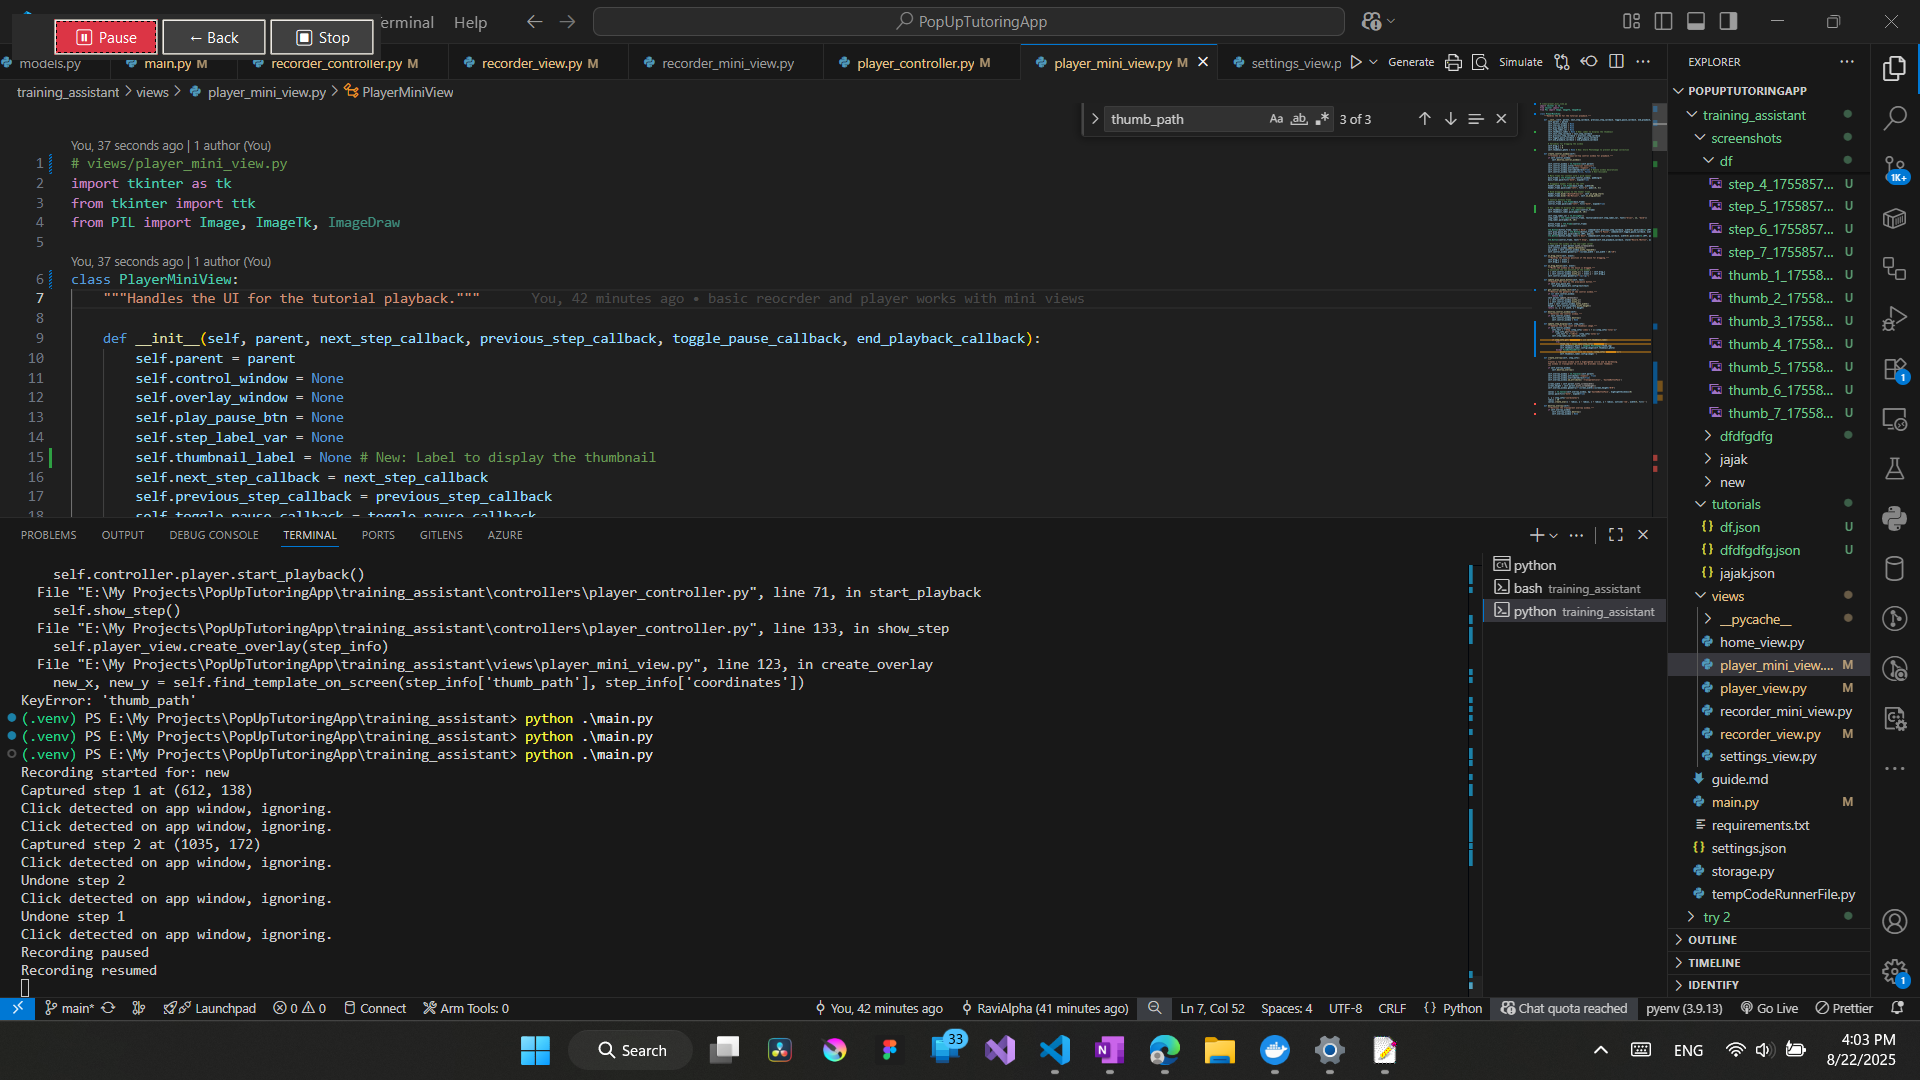 Pause
← Back
Stop
Terminal
Help
PopUpTutoringApp
models.py
main.py M
recorder_controller.py M
recorder_view.py M
recorder_mini_view.py
player_controller.py M
player_mini_view.py M
settings_view.p
Generate
Simulate
training_assistant > views > player_mini_view.py > PlayerMiniView
thumb_path
Aa
ab
3 of 3
You, 37 seconds ago | 1 author (You)
1 # views/player_mini_view.py
2 import tkinter as tk
3 from tkinter import ttk
4 from PIL import Image, ImageTk, ImageDraw
5
You, 37 seconds ago | 1 author (You)
6 class PlayerMiniView:
7 """Handles the UI for the tutorial playback.""" You, 42 minutes ago • basic reocrder and player works with mini views
8
9 def __init__(self, parent, next_step_callback, previous_step_callback, toggle_pause_callback, end_playback_callback):
10 self.parent = parent
11 self.control_window = None
12 self.overlay_window = None
13 self.play_pause_btn = None
14 self.step_label_var = None
15 self.thumbnail_label = None # New: Label to display the thumbnail
16 self.next_step_callback = next_step_callback
17 self.previous_step_callback = previous_step_callback
18 self.toggle_pause_callback = toggle_pause_callback
PROBLEMS
OUTPUT
DEBUG CONSOLE
TERMINAL
PORTS
GITLENS
AZURE
self.controller.player.start_playback()
File "E:\My Projects\PopUpTutoringApp\training_assistant\controllers\player_controller.py", line 71, in start_playback
self.show_step()
File "E:\My Projects\PopUpTutoringApp\training_assistant\controllers\player_controller.py", line 133, in show_step
self.player_view.create_overlay(step_info)
File "E:\My Projects\PopUpTutoringApp\training_assistant\views\player_mini_view.py", line 123, in create_overlay
new_x, new_y = self.find_template_on_screen(step_info['thumb_path'], step_info['coordinates'])
KeyError: 'thumb_path'
(.venv) PS E:\My Projects\PopUpTutoringApp\training_assistant> python .\main.py
(.venv) PS E:\My Projects\PopUpTutoringApp\training_assistant> python .\main.py
(.venv) PS E:\My Projects\PopUpTutoringApp\training_assistant> python .\main.py
Recording started for: new
Captured step 1 at (612, 138)
Click detected on app window, ignoring.
Click detected on app window, ignoring.
Captured step 2 at (1035, 172)
Click detected on app window, ignoring.
Undone step 2
Click detected on app window, ignoring.
Undone step 1
Click detected on app window, ignoring.
Recording paused
Recording resumed
python
bash training_assistant
python training_assistant
EXPLORER
POPUPTUTORINGAPP
training_assistant
screenshots
df
step_4_1755857... U
step_5_1755857... U
step_6_1755857... U
step_7_1755857... U
thumb_1_17558... U
thumb_2_17558... U
thumb_3_17558... U
thumb_4_17558... U
thumb_5_17558... U
thumb_6_17558... U
thumb_7_17558... U
dfdfgdfg
jajak
new
tutorials
df.json U
dfdfgdfg.json U
jajak.json
views
__pycache__
home_view.py
player_mini_view.... M
player_view.py M
recorder_mini_view.py
recorder_view.py M
settings_view.py
guide.md
main.py M
requirements.txt
settings.json
storage.py
tempCodeRunnerFile.py
try 2
OUTLINE
TIMELINE
IDENTIFY
1K+
1
1
main*
Launchpad
0
0
Connect
Arm Tools: 0
You, 42 minutes ago
RaviAlpha (41 minutes ago)
Ln 7, Col 52
Spaces: 4
UTF-8
CRLF
{} Python
Chat quota reached
pyenv (3.9.13)
Go Live
Prettier
Search
33
ENG
4:03 PM
8/22/2025